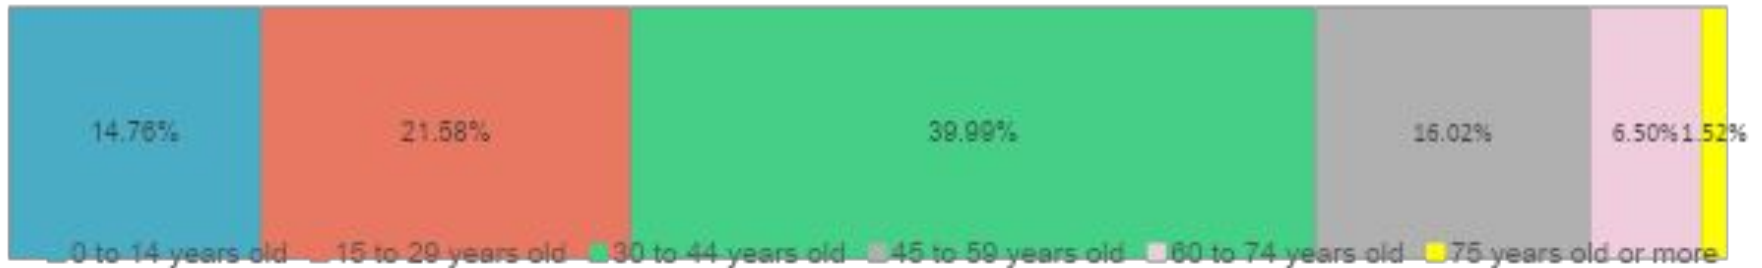 14.76% 21.58% 39.99% 16.02% 6.50% 1.52%
0 to 14 years old 15 to 29 years old 30 to 44 years old 45 to 59 years old 60 to 74 years old 75 years old or more